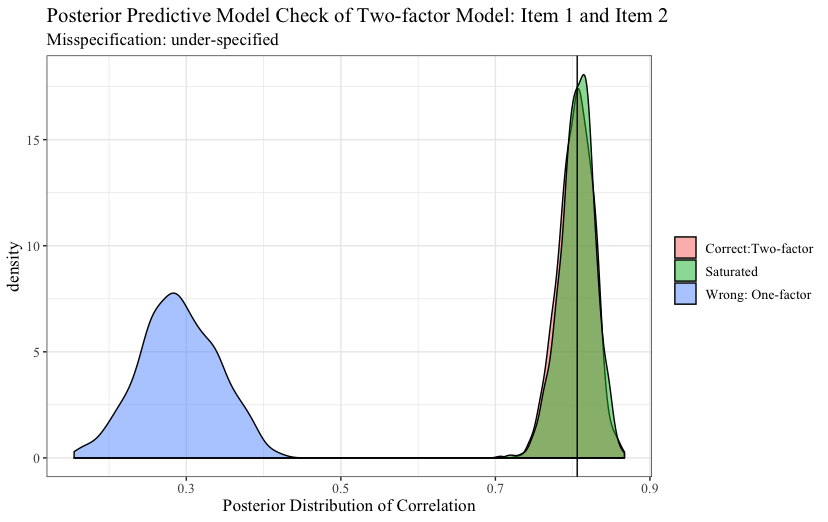 Posterior Predictive Model Check of Two-factor Model: Item 1 and Item 2
Misspecification: under-specified
density
15
10
5
0
0.3
0.5
0.7
0.9
Posterior Distribution of Correlation
Correct:Two-factor
Saturated
Wrong: One-factor